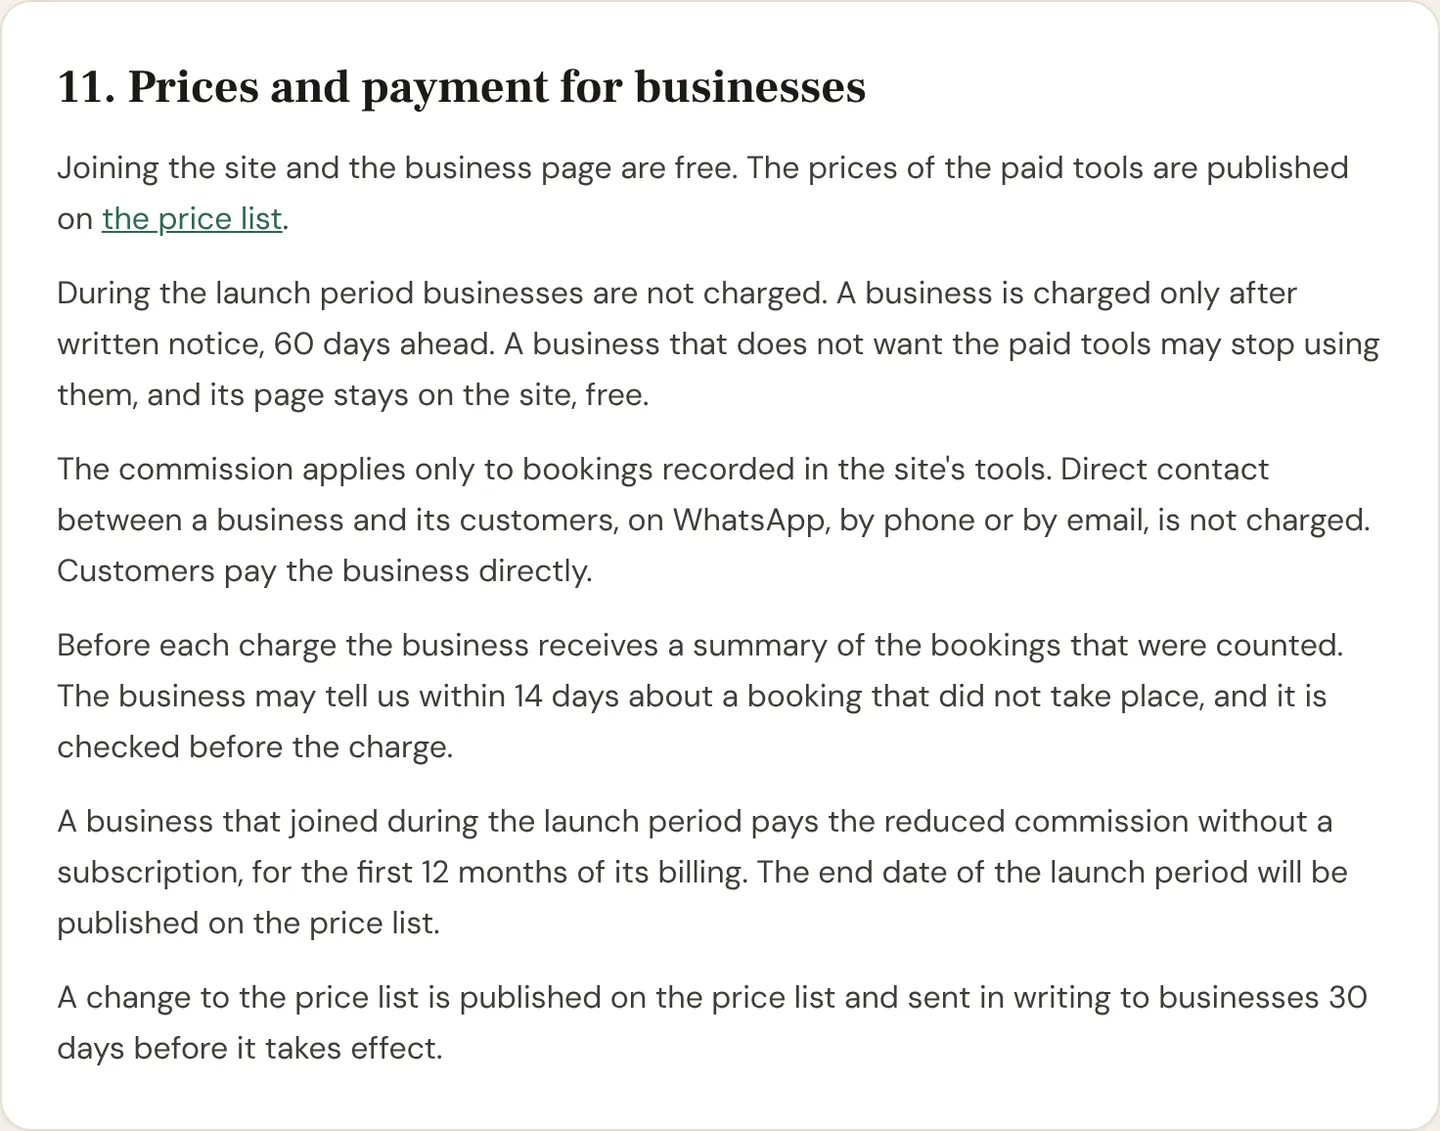 11. Prices and payment for businesses
Joining the site and the business page are free. The prices of the paid tools are published
on the price list.
During the launch period businesses are not charged. A business is charged only after
written notice, 60 days ahead. A business that does not want the paid tools may stop using
them, and its page stays on the site, free.
The commission applies only to bookings recorded in the site's tools. Direct contact
between a business and its customers, on WhatsApp, by phone or by email, is not charged.
Customers pay the business directly.
Before each charge the business receives a summary of the bookings that were counted.
The business may tell us within 14 days about a booking that did not take place, and it is
checked before the charge.
A business that joined during the launch period pays the reduced commission without a
subscription, for the first 12 months of its billing. The end date of the launch period will be
published on the price list.
A change to the price list is published on the price list and sent in writing to businesses 30
days before it takes effect.